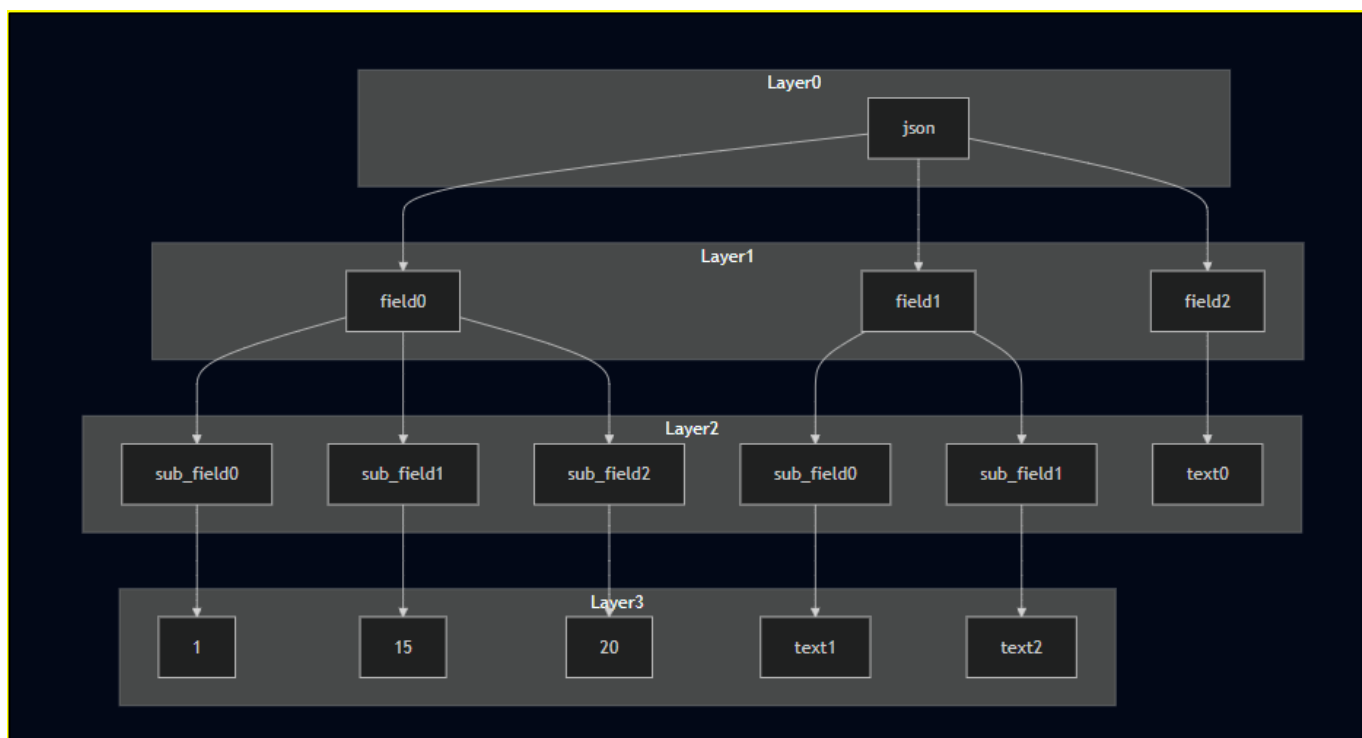 Layer0
json
Layer1
field0
field1
field2
Layer2
sub_field0
sub_field1
sub_field2
sub_field0
sub_field1
text0
Layer3
1
15
20
text1
text2